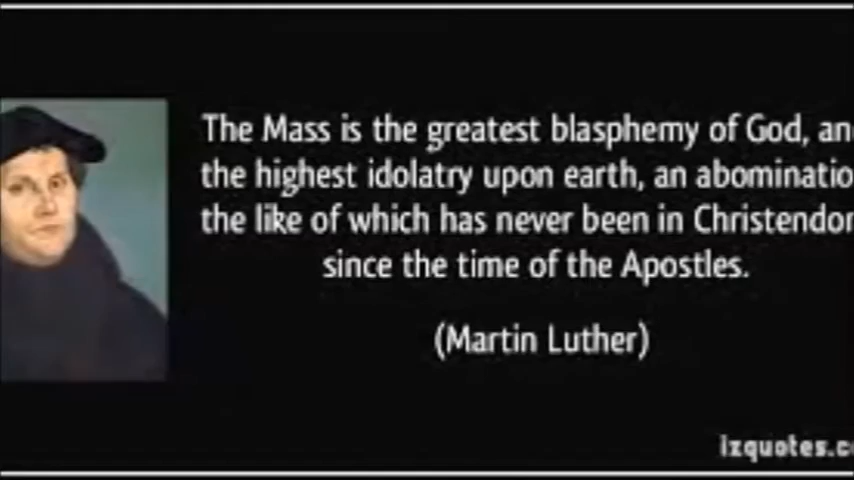 The Mass is the greatest blasphemy of God, an
the highest idolatry upon earth, an abominatio
the like of which has never been in Christendo
since the time of the Apostles.
(Martin Luther)
izquotes.c